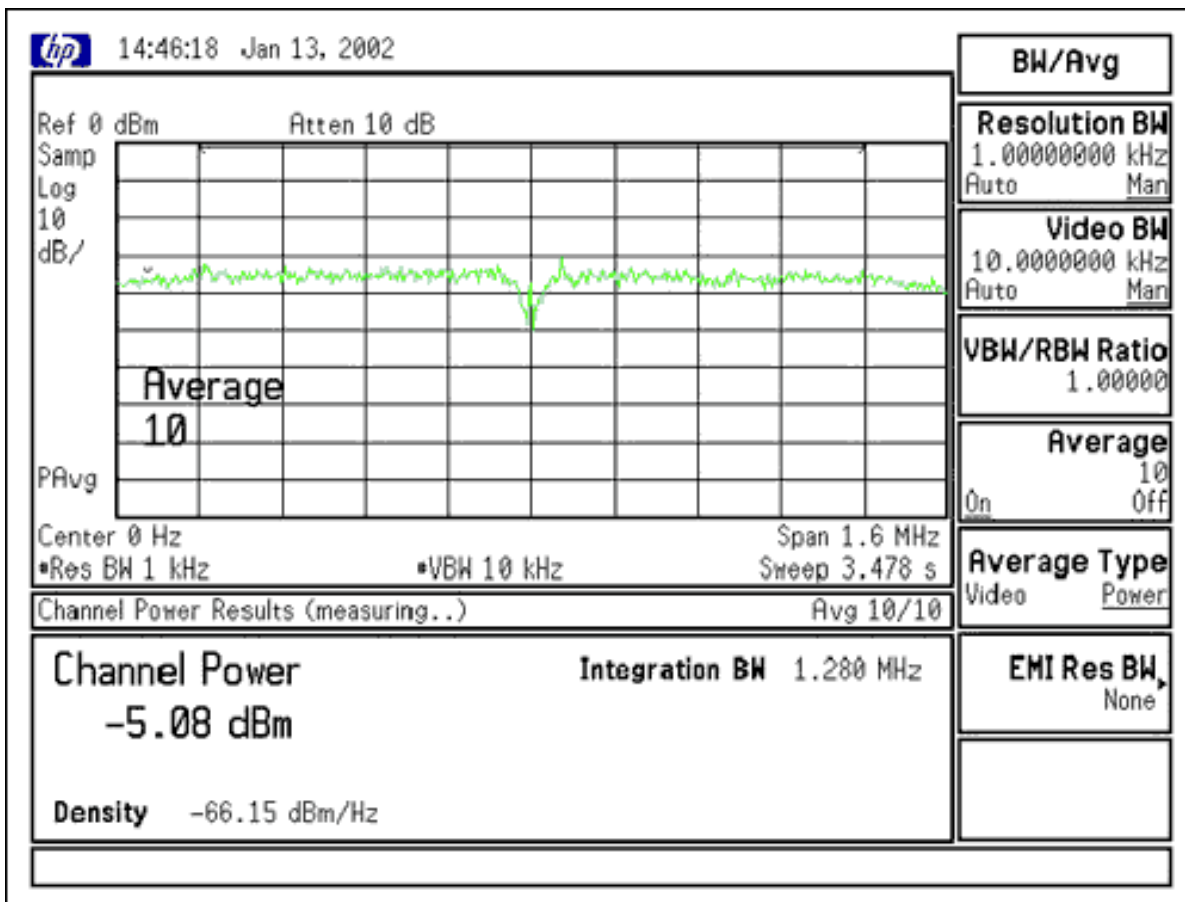 hp 14:46:18 Jan 13, 2002
BW/Avg
Ref 0 dBm Atten 10 dB
Samp
Log
10
dB/
Average
10
PAvg
Center 0 Hz Span 1.6 MHz
*Res BW 1 kHz *VBW 10 kHz Sweep 3.478 s
Channel Power Results (measuring..) Avg 10/10
Channel Power Integration BW 1.280 MHz
-5.08 dBm
Density -66.15 dBm/Hz
Resolution BW
1.00000000 kHz
Auto Man
Video BW
10.0000000 kHz
Auto Man
VBW/RBW Ratio
1.00000
Average
10
On Off
Average Type
Video Power
EMI Res BW
None